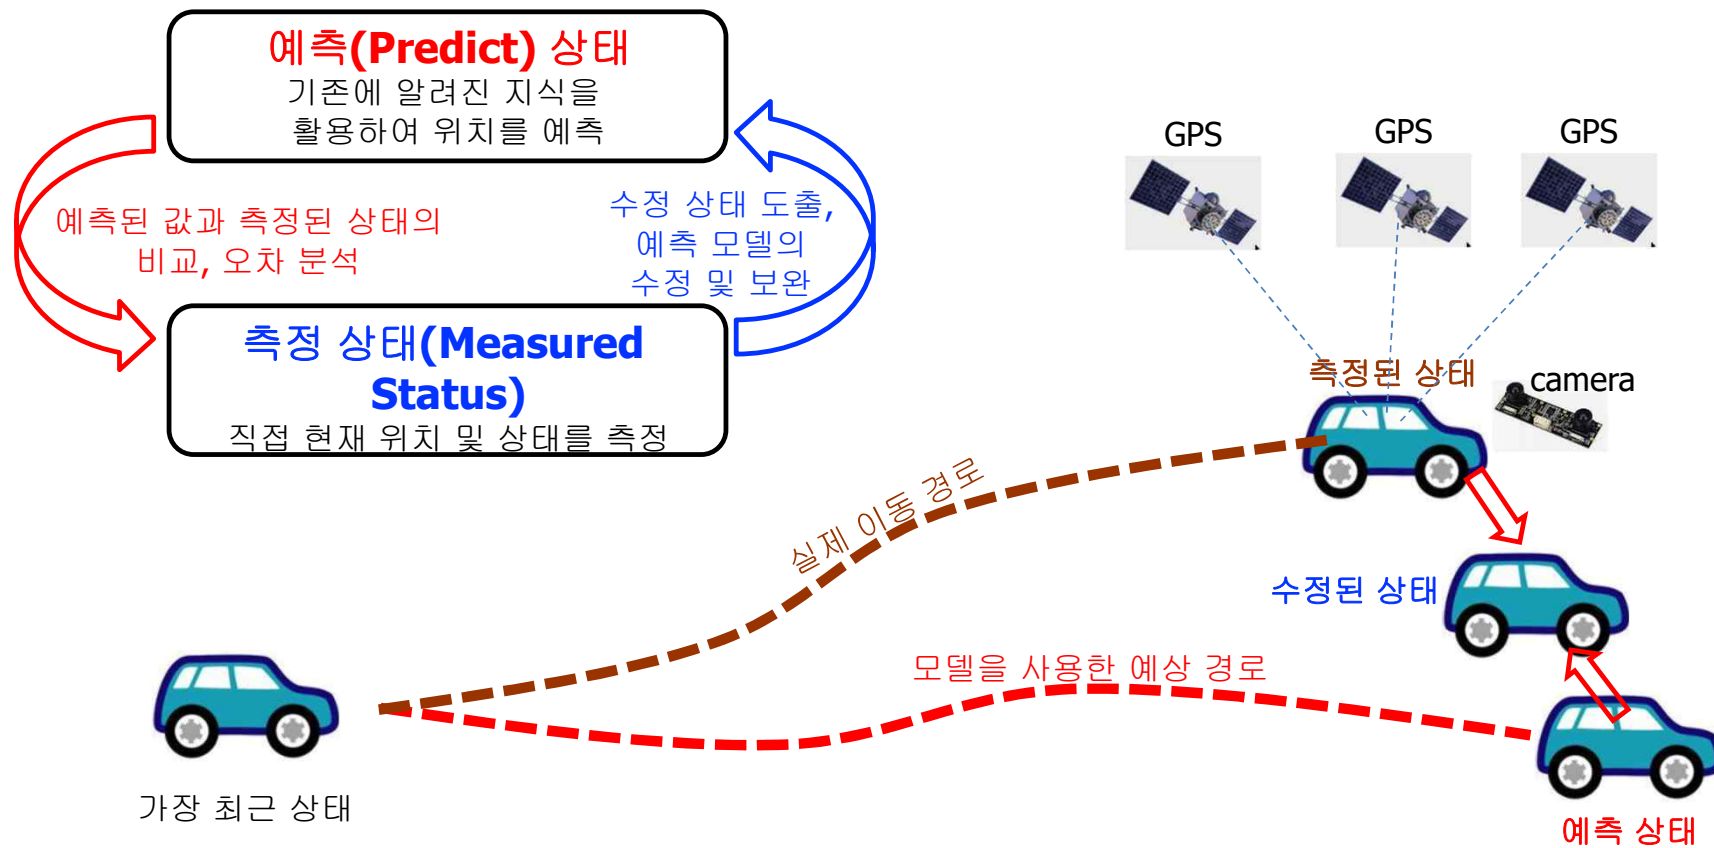 예측(Predict) 상태
기존에 알려진 지식을
활용하여 위치를 예측
예측된 값과 측정된 상태의
비교, 오차 분석
수정 상태 도출,
예측 모델의
수정 및 보완
측정 상태(Measured
Status)
직접 현재 위치 및 상태를 측정
GPS
GPS
GPS
측정된 상태
camera
실제 이동 경로
수정된 상태
모델을 사용한 예상 경로
가장 최근 상태
예측 상태